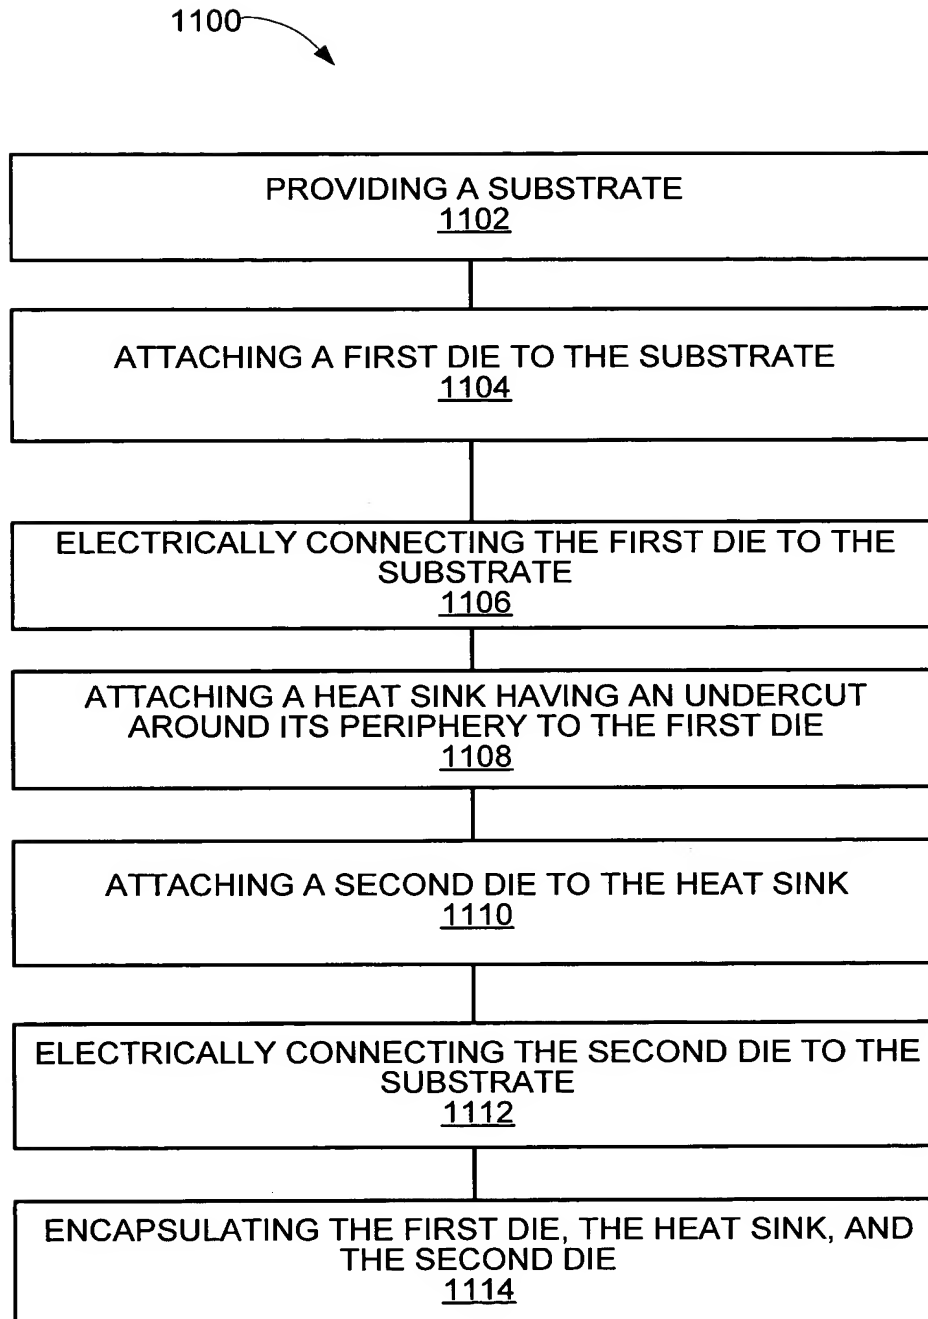 1100
PROVIDING A SUBSTRATE
1102
ATTACHING A FIRST DIE TO THE SUBSTRATE
1104
ELECTRICALLY CONNECTING THE FIRST DIE TO THE
SUBSTRATE
1106
ATTACHING A HEAT SINK HAVING AN UNDERCUT
AROUND ITS PERIPHERY TO THE FIRST DIE
1108
ATTACHING A SECOND DIE TO THE HEAT SINK
1110
ELECTRICALLY CONNECTING THE SECOND DIE TO THE
SUBSTRATE
1112
ENCAPSULATING THE FIRST DIE, THE HEAT SINK, AND
THE SECOND DIE
1114